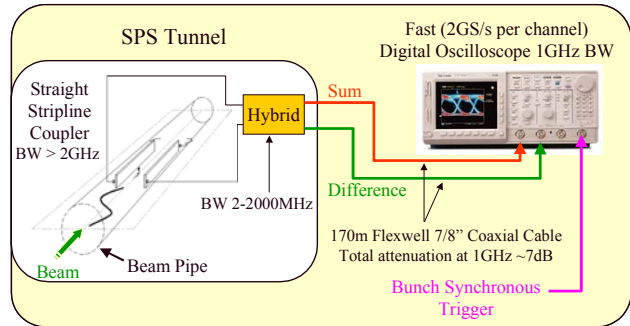 SPS Tunnel
Fast (2GS/s per channel)
Digital Oscilloscope 1GHz BW
Straight
Stripline
Coupler
BW > 2GHz
Hybrid
Sum
BW 2-2000MHz
Difference
170m Flexwell 7/8” Coaxial Cable
Total attenuation at 1GHz ~7dB
Beam
Beam Pipe
Bunch Synchronous
Trigger